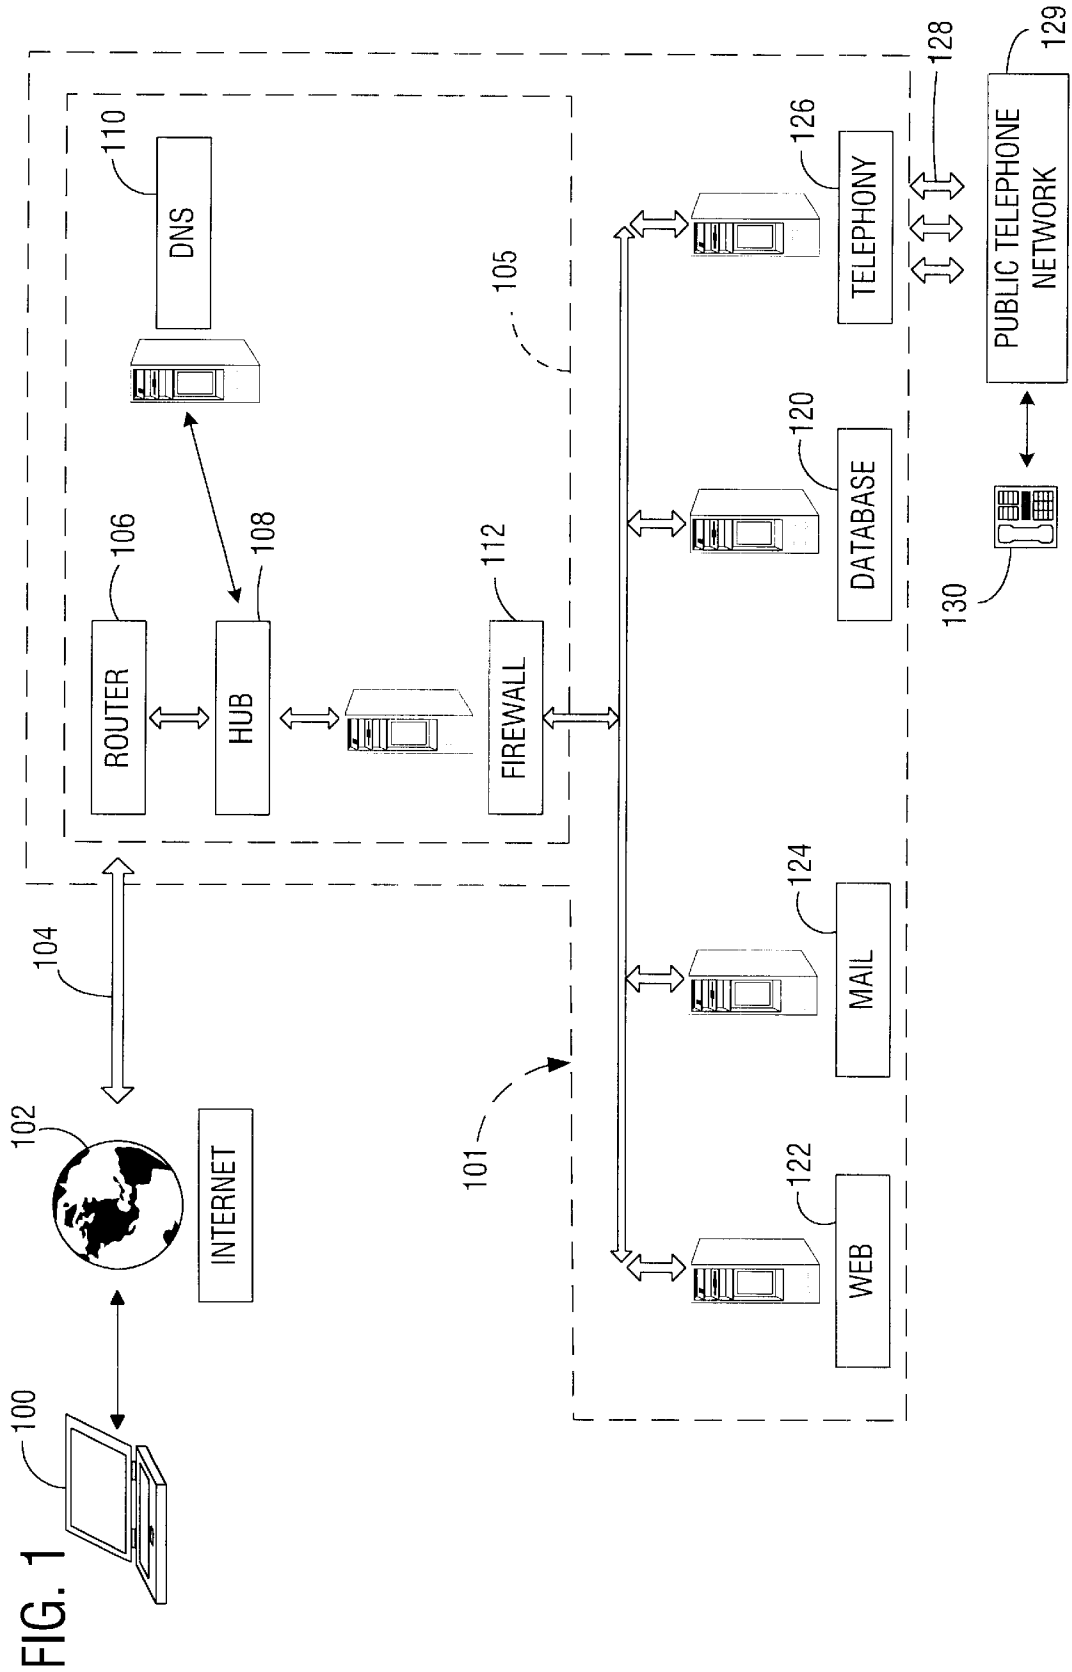 FIG. 1
100
102
INTERNET
104
101
105
ROUTER
106
HUB
108
DNS
110
FIREWALL
112
WEB
122
MAIL
124
DATABASE
120
TELEPHONY
126
128
PUBLIC TELEPHONE
NETWORK
129
130